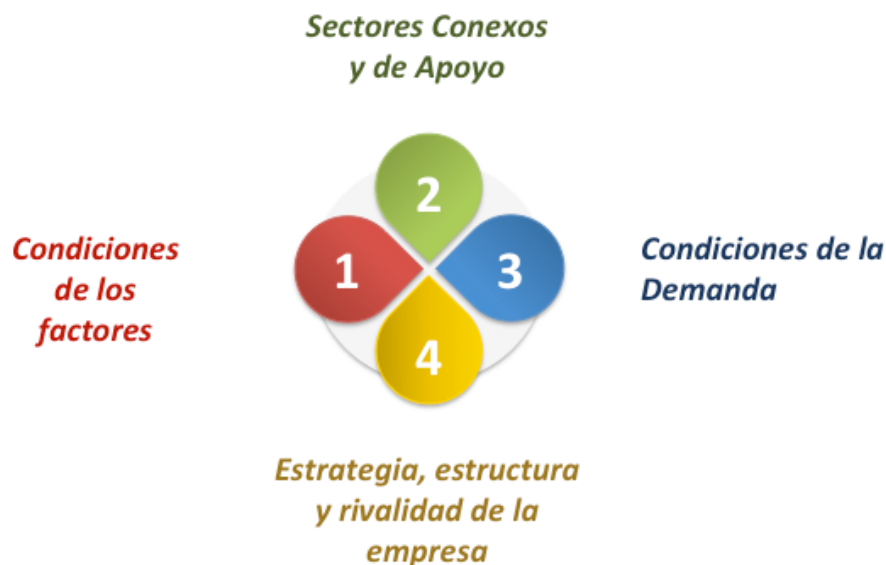 Sectores Conexos
y de Apoyo
2
Condiciones
de los
factores
1
3
Condiciones de la
Demanda
4
Estrategia, estructura
y rivalidad de la
empresa